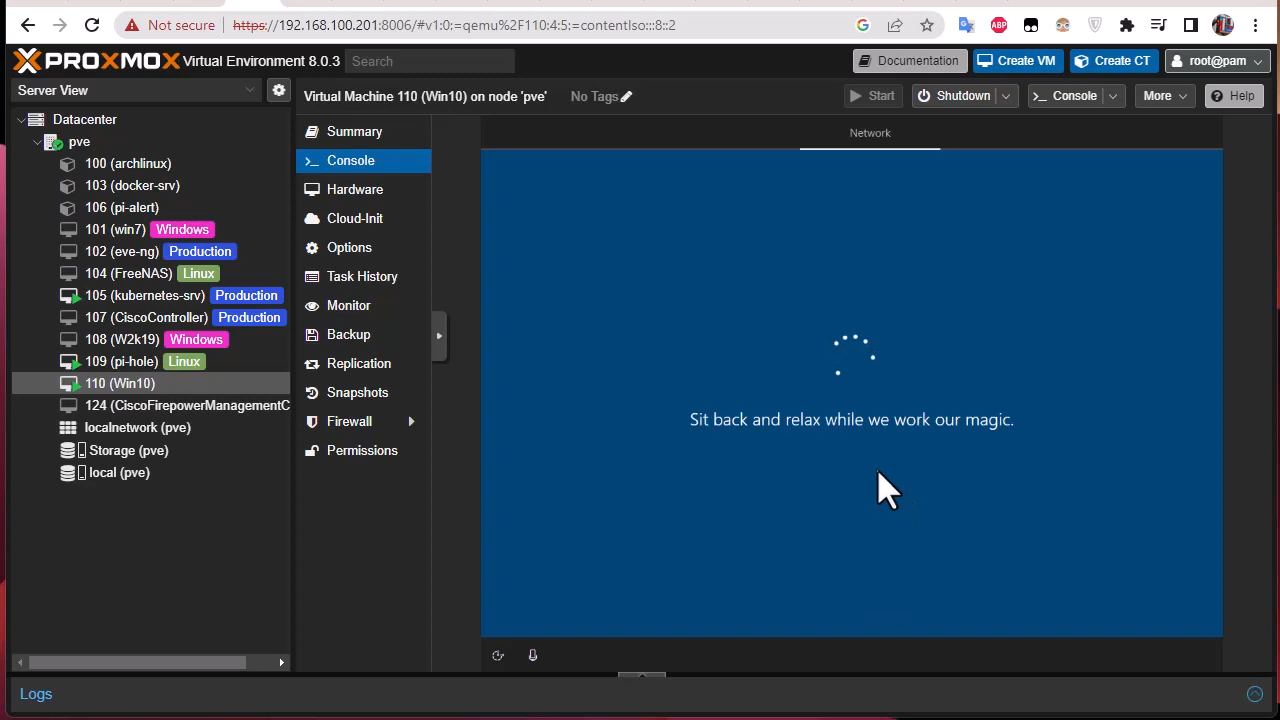 Not secure https://192.168.100.201:8006/#v1:0:=qemu%2F110:4:5:=contentIso:::8::2
PROXMOX Virtual Environment 8.0.3 Search Documentation Create VM Create CT root@pam
Server View
Virtual Machine 110 (Win10) on node 'pve' No Tags Start Shutdown Console More Help
Datacenter
pve
100 (archlinux)
103 (docker-srv)
106 (pi-alert)
101 (win7) Windows
102 (eve-ng) Production
104 (FreeNAS) Linux
105 (kubernetes-srv) Production
107 (CiscoController) Production
108 (W2k19) Windows
109 (pi-hole) Linux
110 (Win10)
124 (CiscoFirepowerManagementC
localnetwork (pve)
Storage (pve)
local (pve)
Summary
Console
Hardware
Cloud-Init
Options
Task History
Monitor
Backup
Replication
Snapshots
Firewall
Permissions
Network
Sit back and relax while we work our magic.
Logs